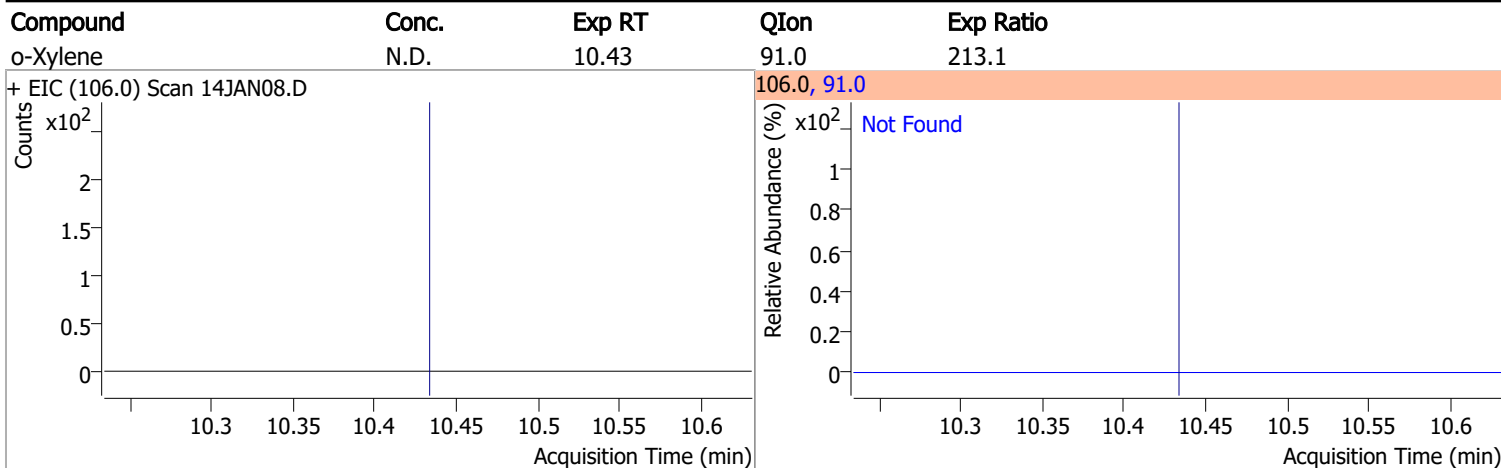 Compound Conc. Exp RT QIon Exp Ratio
o-Xylene N.D. 10.43 91.0 213.1
+ EIC (106.0) Scan 14JAN08.D
Counts
x10²
2
1.5
1
0.5
0
10.3 10.35 10.4 10.45 10.5 10.55 10.6
Acquisition Time (min)
106.0, 91.0
Relative Abundance (%)
x10²
Not Found
1
0.8
0.6
0.4
0.2
0
10.3 10.35 10.4 10.45 10.5 10.55 10.6
Acquisition Time (min)